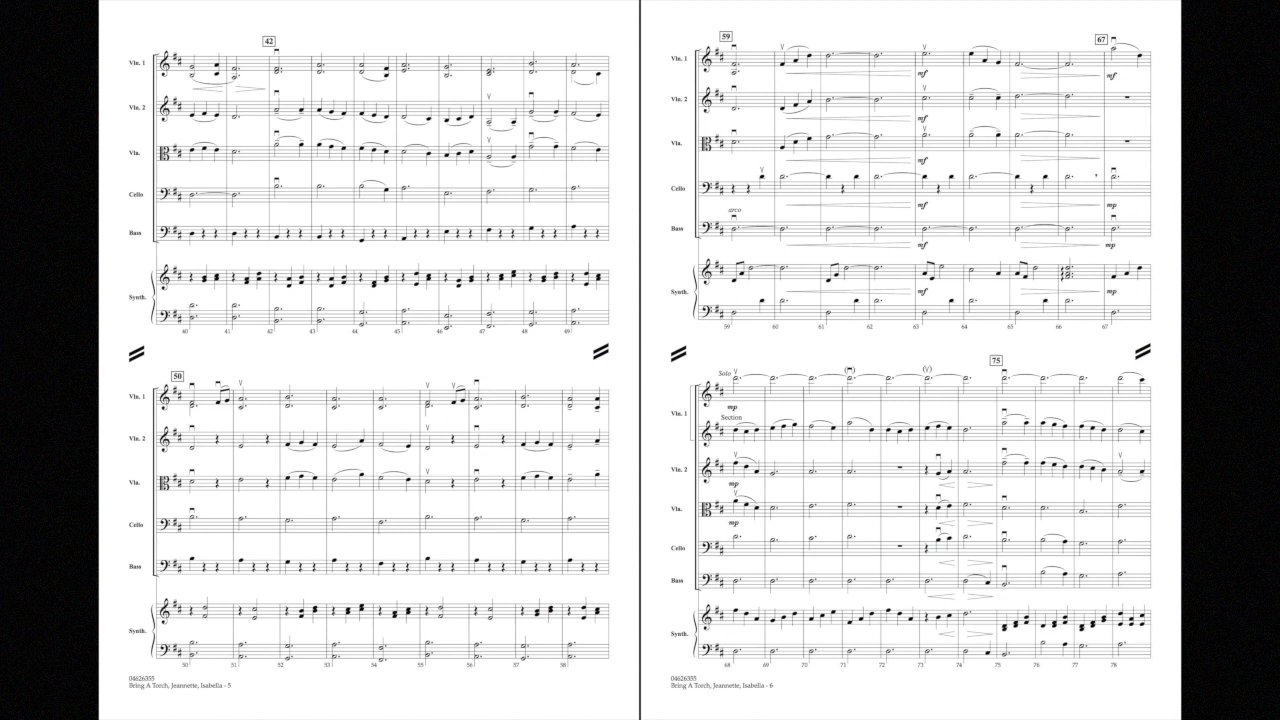 42
Vln. 1
Vln. 2
Vla.
Cello
Bass
Synth.
40 41 42 43 44 45 46 47 48 49
50
Vln. 1
Vln. 2
Vla.
Cello
Bass
Synth.
50 51 52 53 54 55 56 57 58
04626355
Bring A Torch, Jeannette, Isabella - 5
59 67
Vln. 1
mf mf
Vln. 2
mf
Vla.
mf
Cello
mf mp
arco
Bass
mf mp
Synth.
mf mp
59 60 61 62 63 64 65 66 67
75
Solo
Vln. 1
mp
Section
Vln. 2
mp
Vla.
mp
Cello
Bass
Synth.
68 69 70 71 72 73 74 75 76 77 78
04626355
Bring A Torch, Jeannette, Isabella - 6